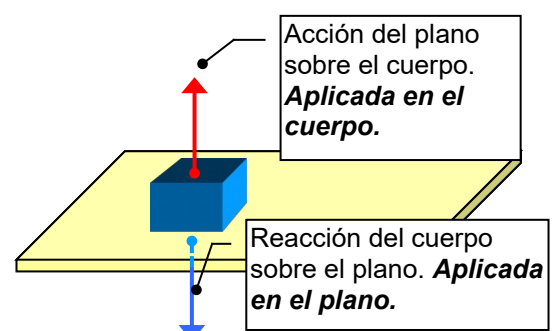 Acción del plano
sobre el cuerpo.
Aplicada en el
cuerpo.
Reacción del cuerpo
sobre el plano. Aplicada
en el plano.